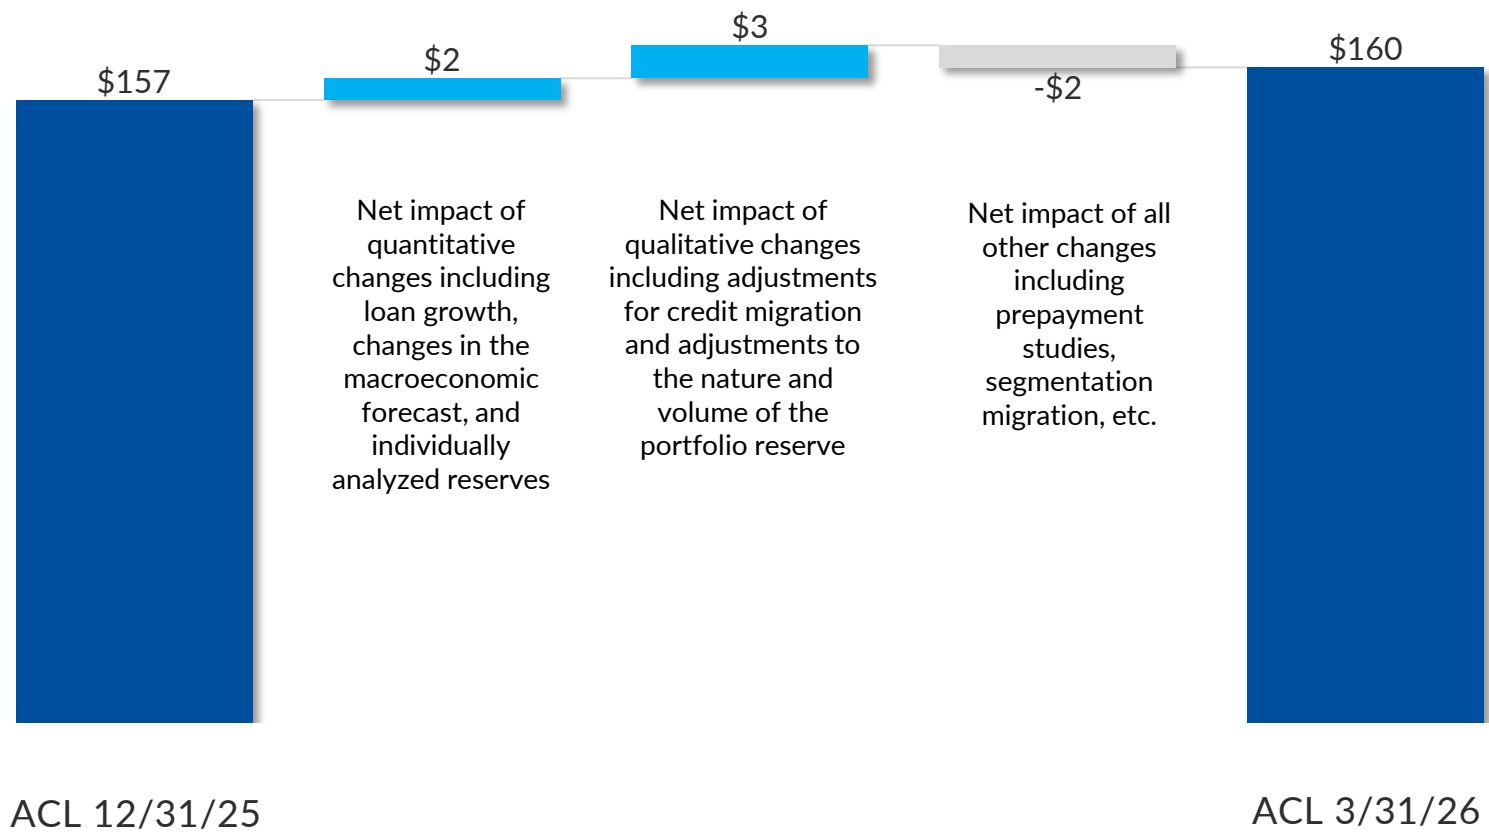 $157
$2
$3
-$2
$160
Net impact of
quantitative
changes including
loan growth,
changes in the
macroeconomic
forecast, and
individually
analyzed reserves
Net impact of
qualitative changes
including adjustments
for credit migration
and adjustments to
the nature and
volume of the
portfolio reserve
Net impact of all
other changes
including
prepayment
studies,
segmentation
migration, etc.
ACL 12/31/25
ACL 3/31/26